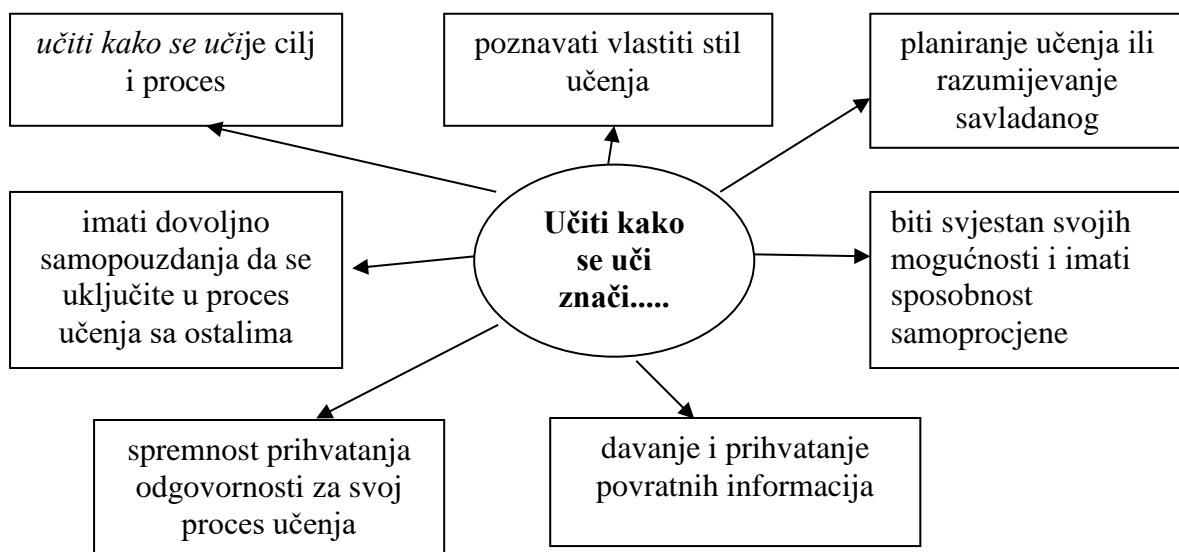 učiti kako se učije cilj
i proces
poznavati vlastiti stil
učenja
planiranje učenja ili
razumijevanje
savladanog
imati dovoljno
samopouzdanja da se
uključite u proces
učenja sa ostalima
Učiti kako
se uči
znači.....
biti svjestan svojih
mogućnosti i imati
sposobnost
samoprocjene
spremnost prihvatanja
odgovornosti za svoj
proces učenja
davanje i prihvatanje
povratnih informacija